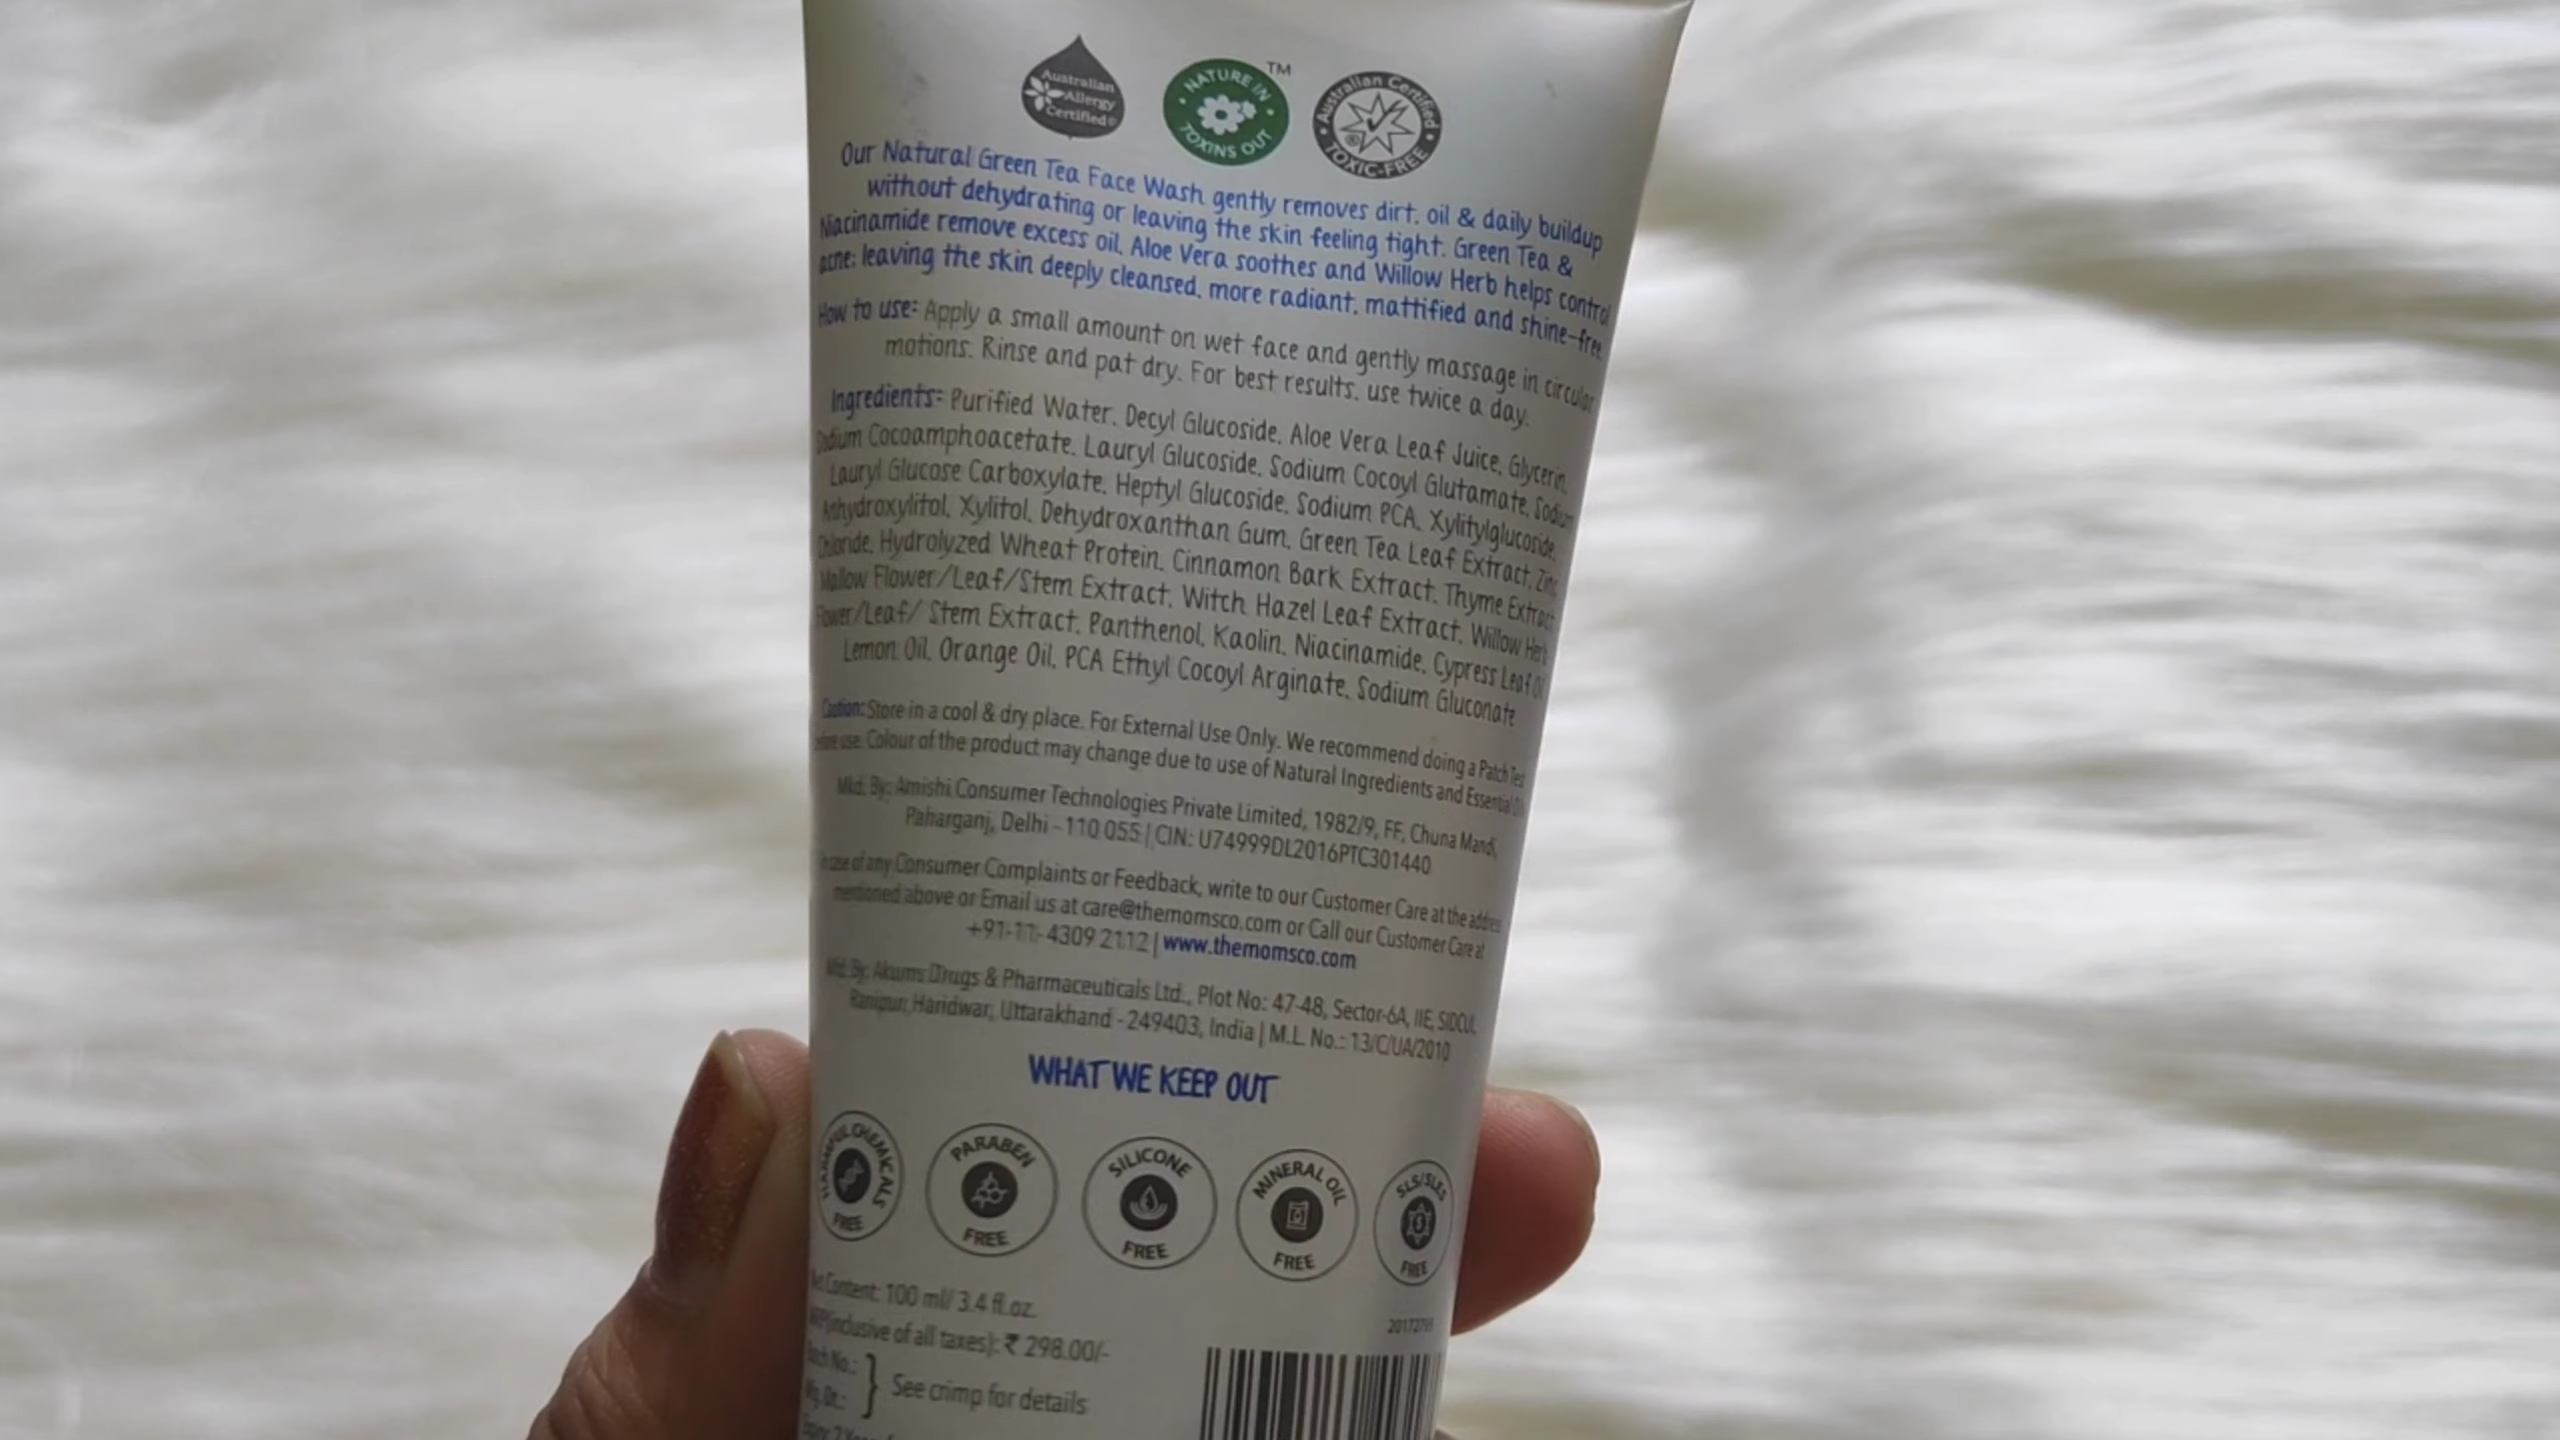 Australian
Allergy
Certified©
NATURE IN
TOXINS OUT
TM
Australian Certified
TOXIC-FREE
®
Our Natural Green Tea Face Wash gently removes dirt, oil & daily buildup
without dehydrating or leaving the skin feeling tight. Green Tea &
Niacinamide remove excess oil, Aloe Vera soothes and Willow Herb helps control
acne; leaving the skin deeply cleansed, more radiant, mattified and shine-free.
How to use: Apply a small amount on wet face and gently massage in circular
motions. Rinse and pat dry. For best results, use twice a day.
Ingredients: Purified Water, Decyl Glucoside, Aloe Vera Leaf Juice, Glycerin,
Sodium Cocoamphoacetate, Lauryl Glucoside, Sodium Cocoyl Glutamate, Sodium
Lauryl Glucose Carboxylate, Heptyl Glucoside, Sodium PCA, Xylitylglucoside,
Anhydroxylitol, Xylitol, Dehydroxanthan Gum, Green Tea Leaf Extract, Zinc
Chloride, Hydrolyzed Wheat Protein, Cinnamon Bark Extract, Thyme Extract,
Mallow Flower/Leaf/Stem Extract, Witch Hazel Leaf Extract, Willow Herb
Flower/Leaf/ Stem Extract, Panthenol, Kaolin, Niacinamide, Cypress Leaf Oil,
Lemon Oil, Orange Oil, PCA Ethyl Cocoyl Arginate, Sodium Gluconate
Caution: Store in a cool & dry place. For External Use Only. We recommend doing a Patch Test
before use. Colour of the product may change due to use of Natural Ingredients and Essential
Mkd. By: Amishi Consumer Technologies Private Limited, 1982/9, FF, Chuna Mandi,
Paharganj, Delhi - 110 055 | CIN: U74999DL2016PTC301440
In case of any Consumer Complaints or Feedback, write to our Customer Care at the address
mentioned above or Email us at care@themomsco.com or Call our Customer Care at
+91-11- 4309 2112 | www.themomsco.com
Mfd. By: Akums Drugs & Pharmaceuticals Ltd., Plot No: 47-48, Sector-6A, IIE, SIDCUL,
Ranipur, Haridwar, Uttarakhand - 249403, India | M.L. No.: 13/C/UA/2010
WHAT WE KEEP OUT
HARMFUL CHEMICALS FREE
PARABEN FREE
SILICONE FREE
MINERAL OIL FREE
SLS/SLES FREE
Net Content: 100 ml/ 3.4 fl.oz.
MRP(inclusive of all taxes): ₹ 298.00/-
Batch No.:
Mfg. Dt.:
See crimp for details